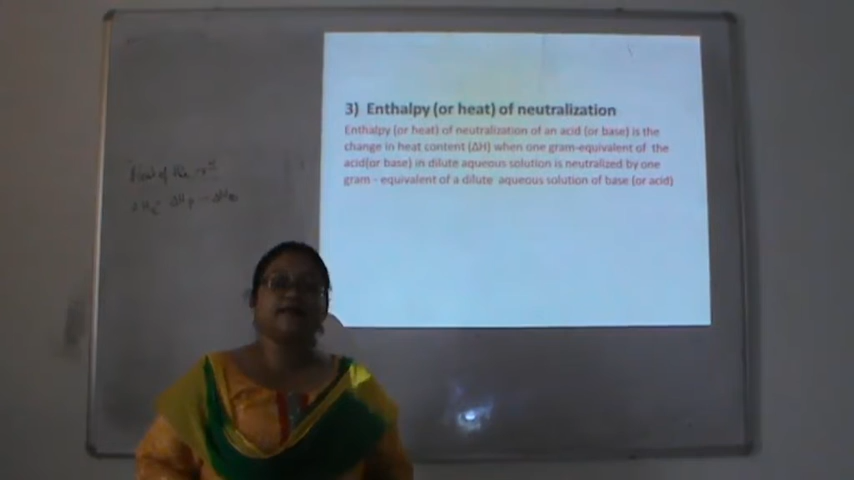 3) Enthalpy (or heat) of neutralization
Enthalpy (or heat) of neutralization of an acid (or base) is the
change in heat content (ΔH) when one gram-equivalent of the
acid(or base) in dilute aqueous solution is neutralized by one
gram - equivalent of a dilute aqueous solution of base (or acid)
Heat of